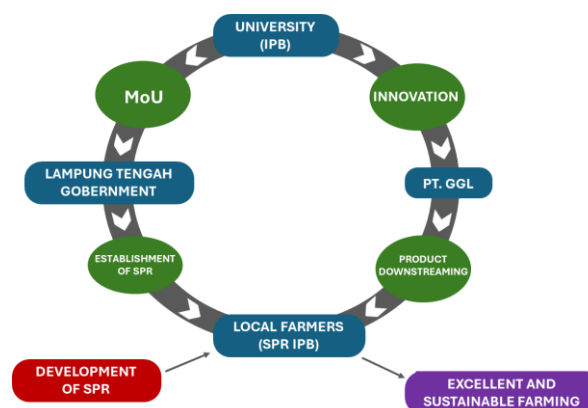 UNIVERSITY
(IPB)
MoU
INNOVATION
LAMPUNG TENGAH
GOBERNMENT
PT. GGL
ESTABLISHMENT
OF SPR
PRODUCT
DOWNSTREAMING
LOCAL FARMERS
(SPR IPB)
DEVELOPMENT
OF SPR
EXCELLENT AND
SUSTAINABLE FARMING